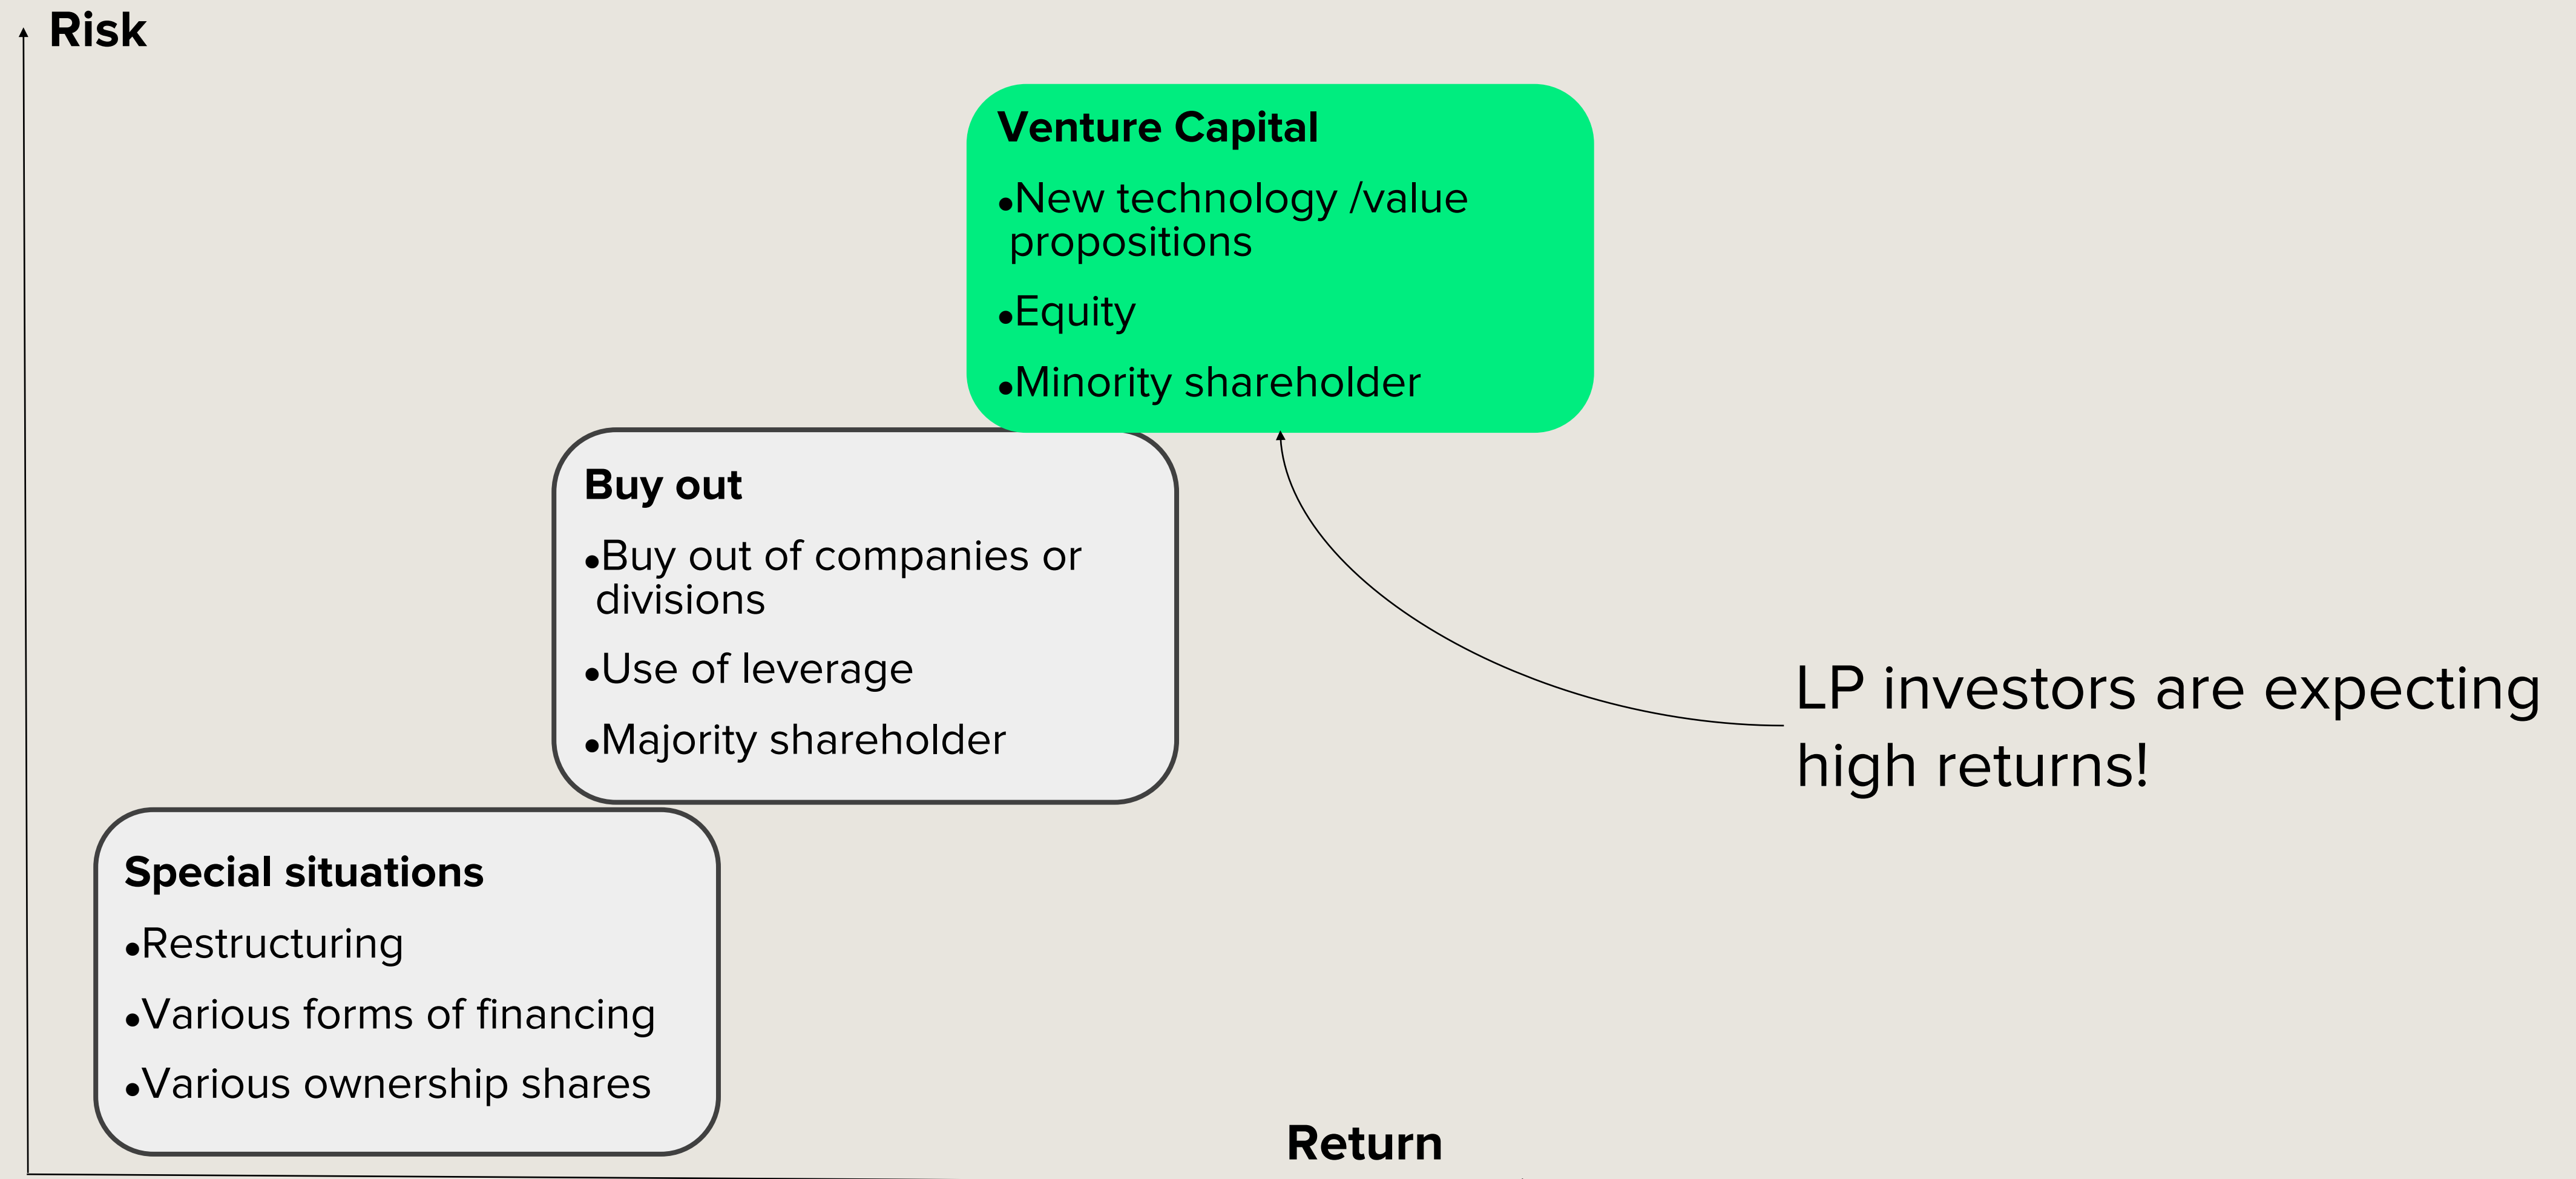 Risk
Venture Capital
•New technology /value
propositions
•Equity
•Minority shareholder
Buy out
•Buy out of companies or
divisions
•Use of leverage
•Majority shareholder
LP investors are expecting
high returns!
Special situations
•Restructuring
•Various forms of financing
•Various ownership shares
Return